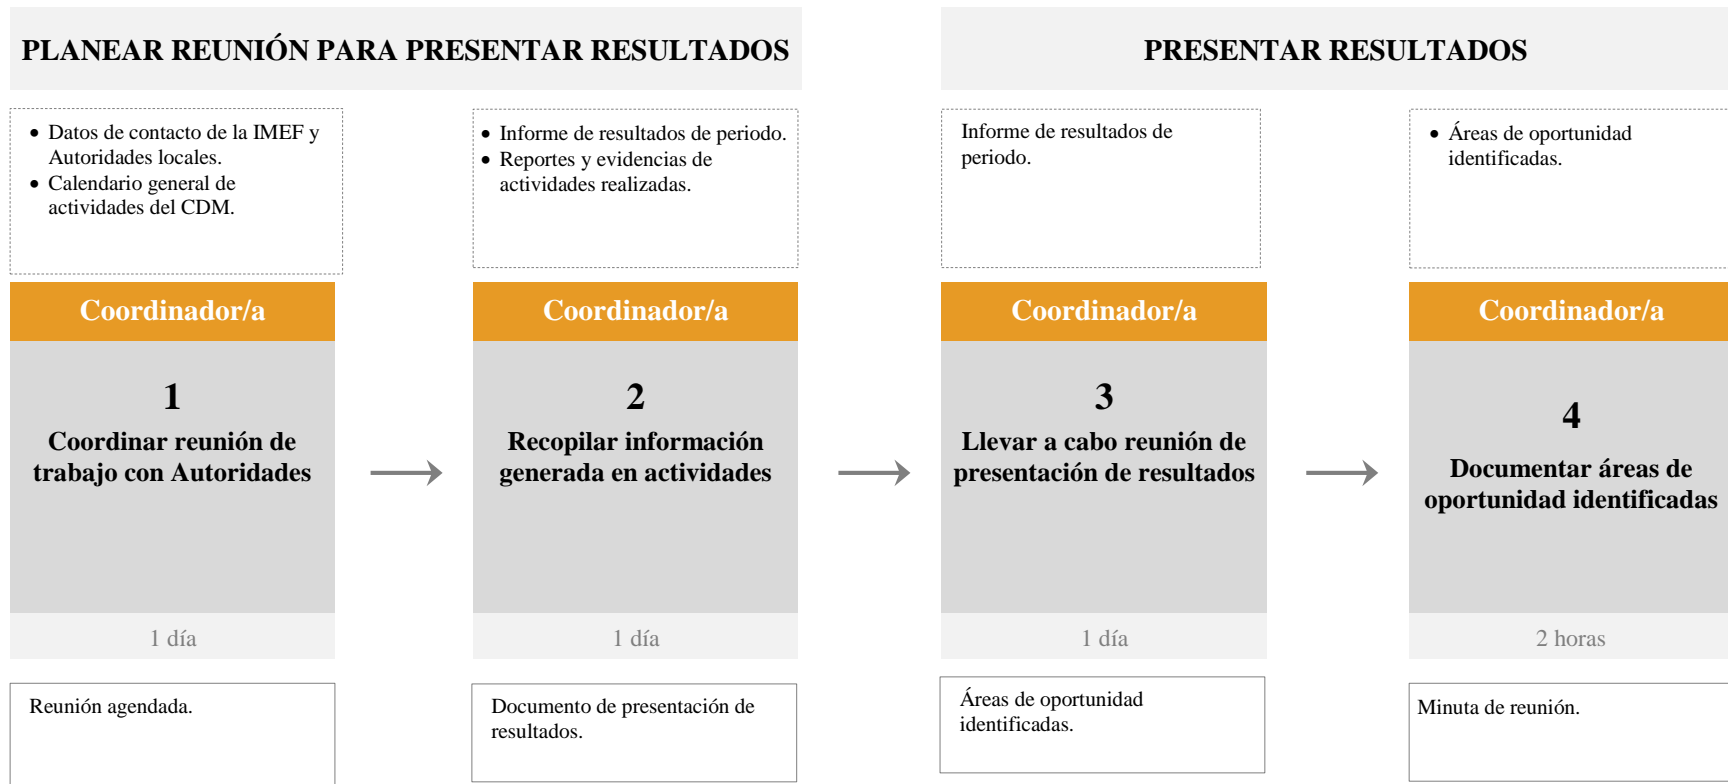 PLANEAR REUNIÓN PARA PRESENTAR RESULTADOS
PRESENTAR RESULTADOS
• Datos de contacto de la IMEF y
Autoridades locales.
• Calendario general de
actividades del CDM.
• Informe de resultados de periodo.
• Reportes y evidencias de
actividades realizadas.
Informe de resultados de
periodo.
• Áreas de oportunidad
identificadas.
Coordinador/a
Coordinador/a
Coordinador/a
Coordinador/a
1
Coordinar reunión de
trabajo con Autoridades
2
Recopilar información
generada en actividades
3
Llevar a cabo reunión de
presentación de resultados
4
Documentar áreas de
oportunidad identificadas
1 día
1 día
1 día
2 horas
Reunión agendada.
Documento de presentación de
resultados.
Áreas de oportunidad
identificadas.
Minuta de reunión.